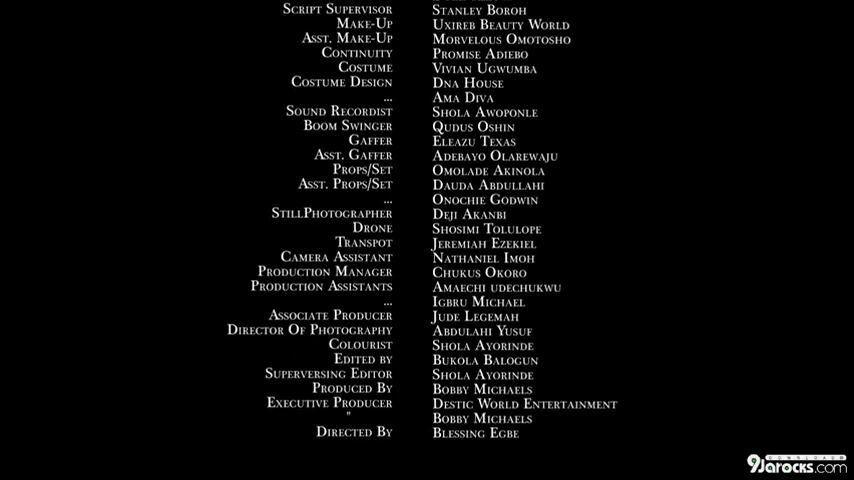 Script Supervisor Stanley Boroh
Make-Up Uxireb Beauty World
Asst. Make-Up Morvelous Omotosho
Continuity Promise Adiebo
Costume Vivian Ugwumba
Costume Design Dna House
... Ama Diva
Sound Recordist Shola Awoponle
Boom Swinger Qudus Oshin
Gaffer Eleazu Texas
Asst. Gaffer Adebayo Olarewaju
Props/Set Omolade Akinola
Asst. Props/Set Dauda Abdullahi
... Onochie Godwin
StillPhotographer Deji Akanbi
Drone Shosimi Tolulope
Transpot Jeremiah Ezekiel
Camera Assistant Nathaniel Imoh
Production Manager Chukus Okoro
Production Assistants Amaechi udechukwu
... Igbru Michael
Associate Producer Jude Legemah
Director Of Photography Abdulahi Yusuf
Colourist Shola Ayorinde
Edited by Bukola Balogun
Superversing Editor Shola Ayorinde
Produced By Bobby Michaels
Executive Producer Destic World Entertainment
" Bobby Michaels
Directed By Blessing Egbe
9Jarocks.com